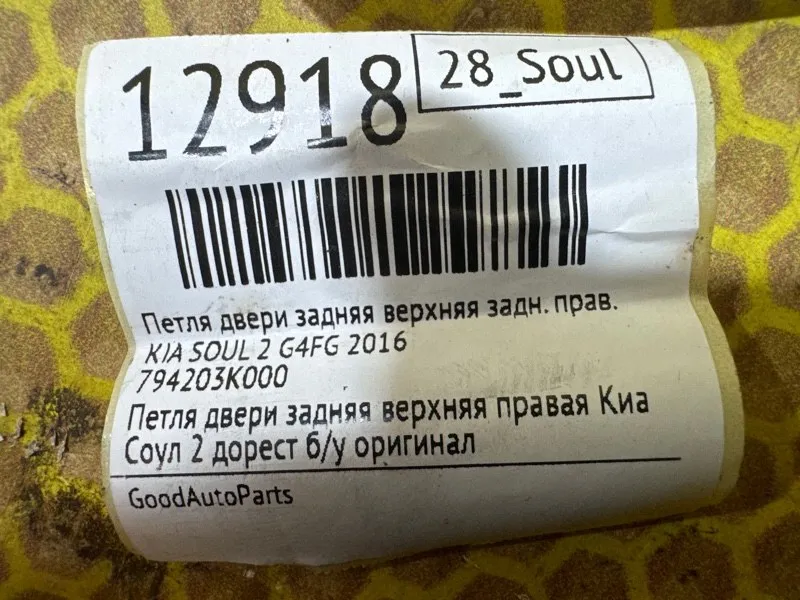 12918
28_Soul
Петля двери задняя верхняя задн. прав.
KIA SOUL 2 G4FG 2016
794203K000
Петля двери задняя верхняя правая Киа
Соул 2 дорест б/у оригинал
GoodAutoParts